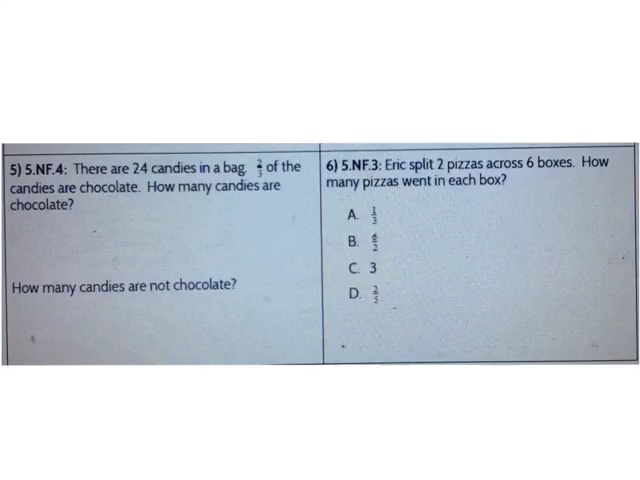 5) 5.NF.4: There are 24 candies in a bag. 2/3 of the
candies are chocolate. How many candies are
chocolate?
How many candies are not chocolate?
6) 5.NF.3: Eric split 2 pizzas across 6 boxes. How
many pizzas went in each box?
A. 1/3
B. 6/2
C. 3
D. 2/5